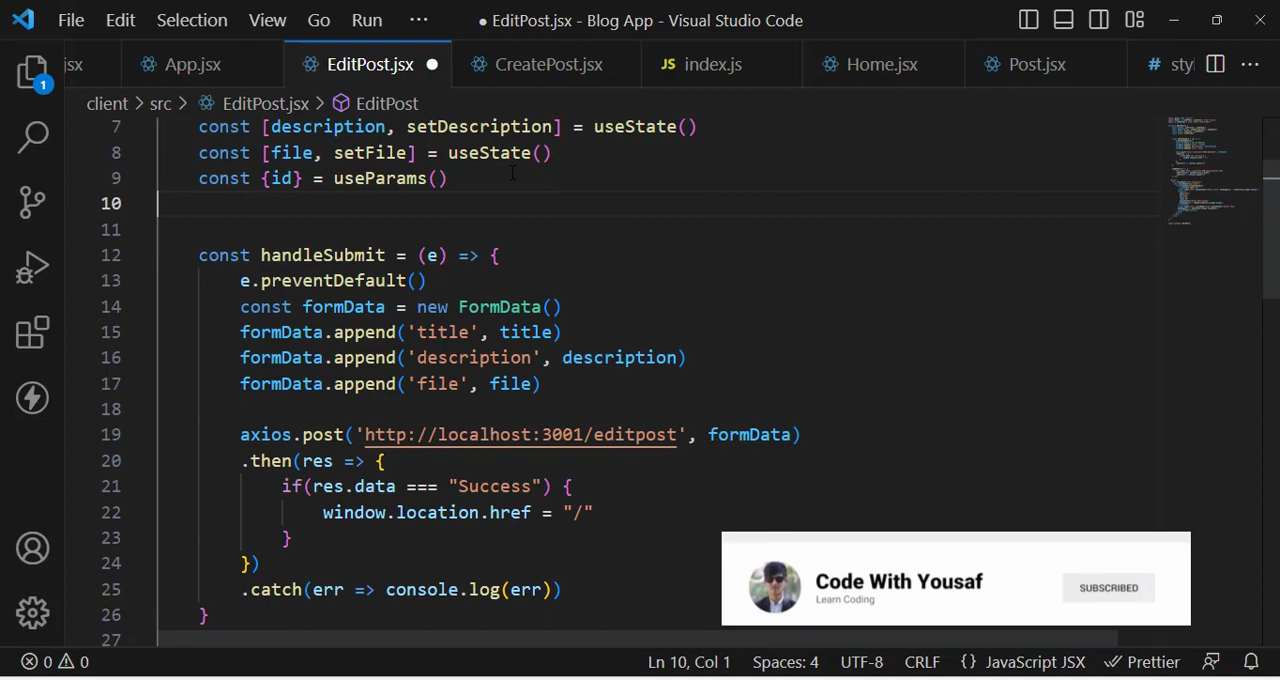 File Edit Selection View Go Run ··· ● EditPost.jsx - Blog App - Visual Studio Code
jsx App.jsx EditPost.jsx ● CreatePost.jsx JS index.js Home.jsx Post.jsx # sty ···
1
client > src > EditPost.jsx > EditPost
7 const [description, setDescription] = useState()
8 const [file, setFile] = useState()
9 const {id} = useParams()
10
11
12 const handleSubmit = (e) => {
13 e.preventDefault()
14 const formData = new FormData()
15 formData.append('title', title)
16 formData.append('description', description)
17 formData.append('file', file)
18
19 axios.post('http://localhost:3001/editpost', formData)
20 .then(res => {
21 if(res.data === "Success") {
22 window.location.href = "/"
23 }
24 })
25 .catch(err => console.log(err))
26 }
27
Code With Yousaf
Learn Coding
SUBSCRIBED
0 0 Ln 10, Col 1 Spaces: 4 UTF-8 CRLF {} JavaScript JSX Prettier